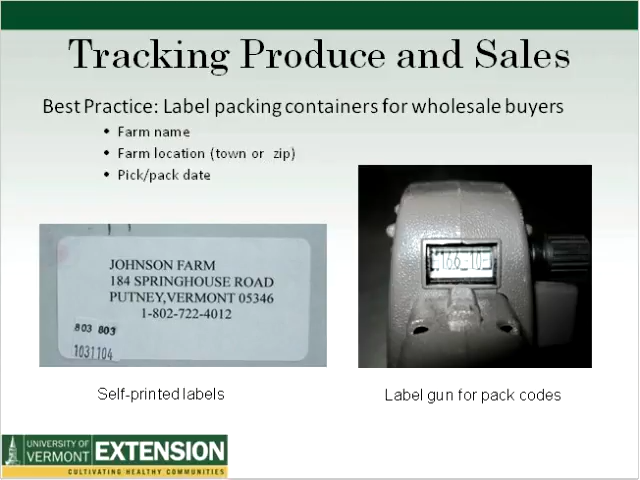 Tracking Produce and Sales
Best Practice: Label packing containers for wholesale buyers
• Farm name
• Farm location (town or zip)
• Pick/pack date
JOHNSON FARM
184 SPRINGHOUSE ROAD
PUTNEY, VERMONT 05346
1-802-722-4012
803 803
1031104
Self-printed labels
Label gun for pack codes
UNIVERSITY OF
VERMONT
EXTENSION
CULTIVATING HEALTHY COMMUNITIES